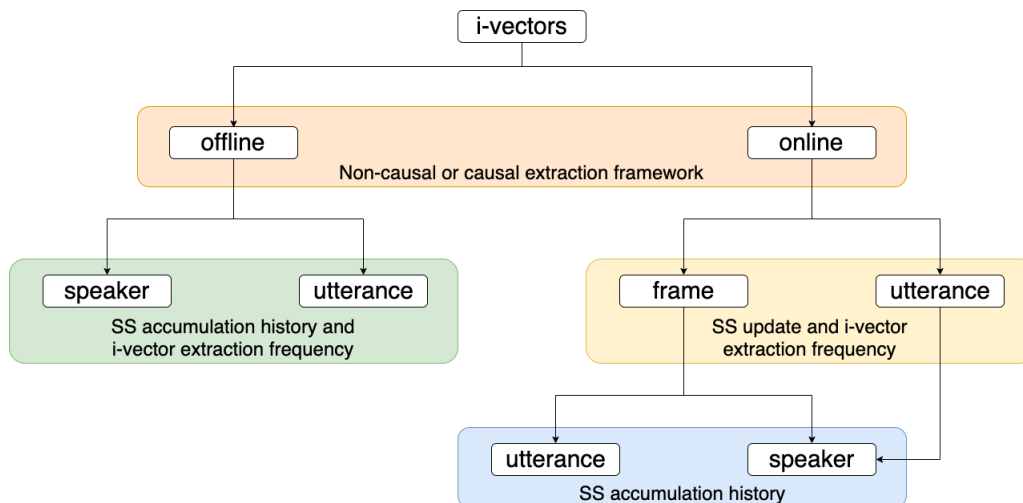 i-vectors
offline
online
Non-causal or causal extraction framework
speaker
utterance
frame
utterance
SS accumulation history and
i-vector extraction frequency
SS update and i-vector
extraction frequency
utterance
speaker
SS accumulation history